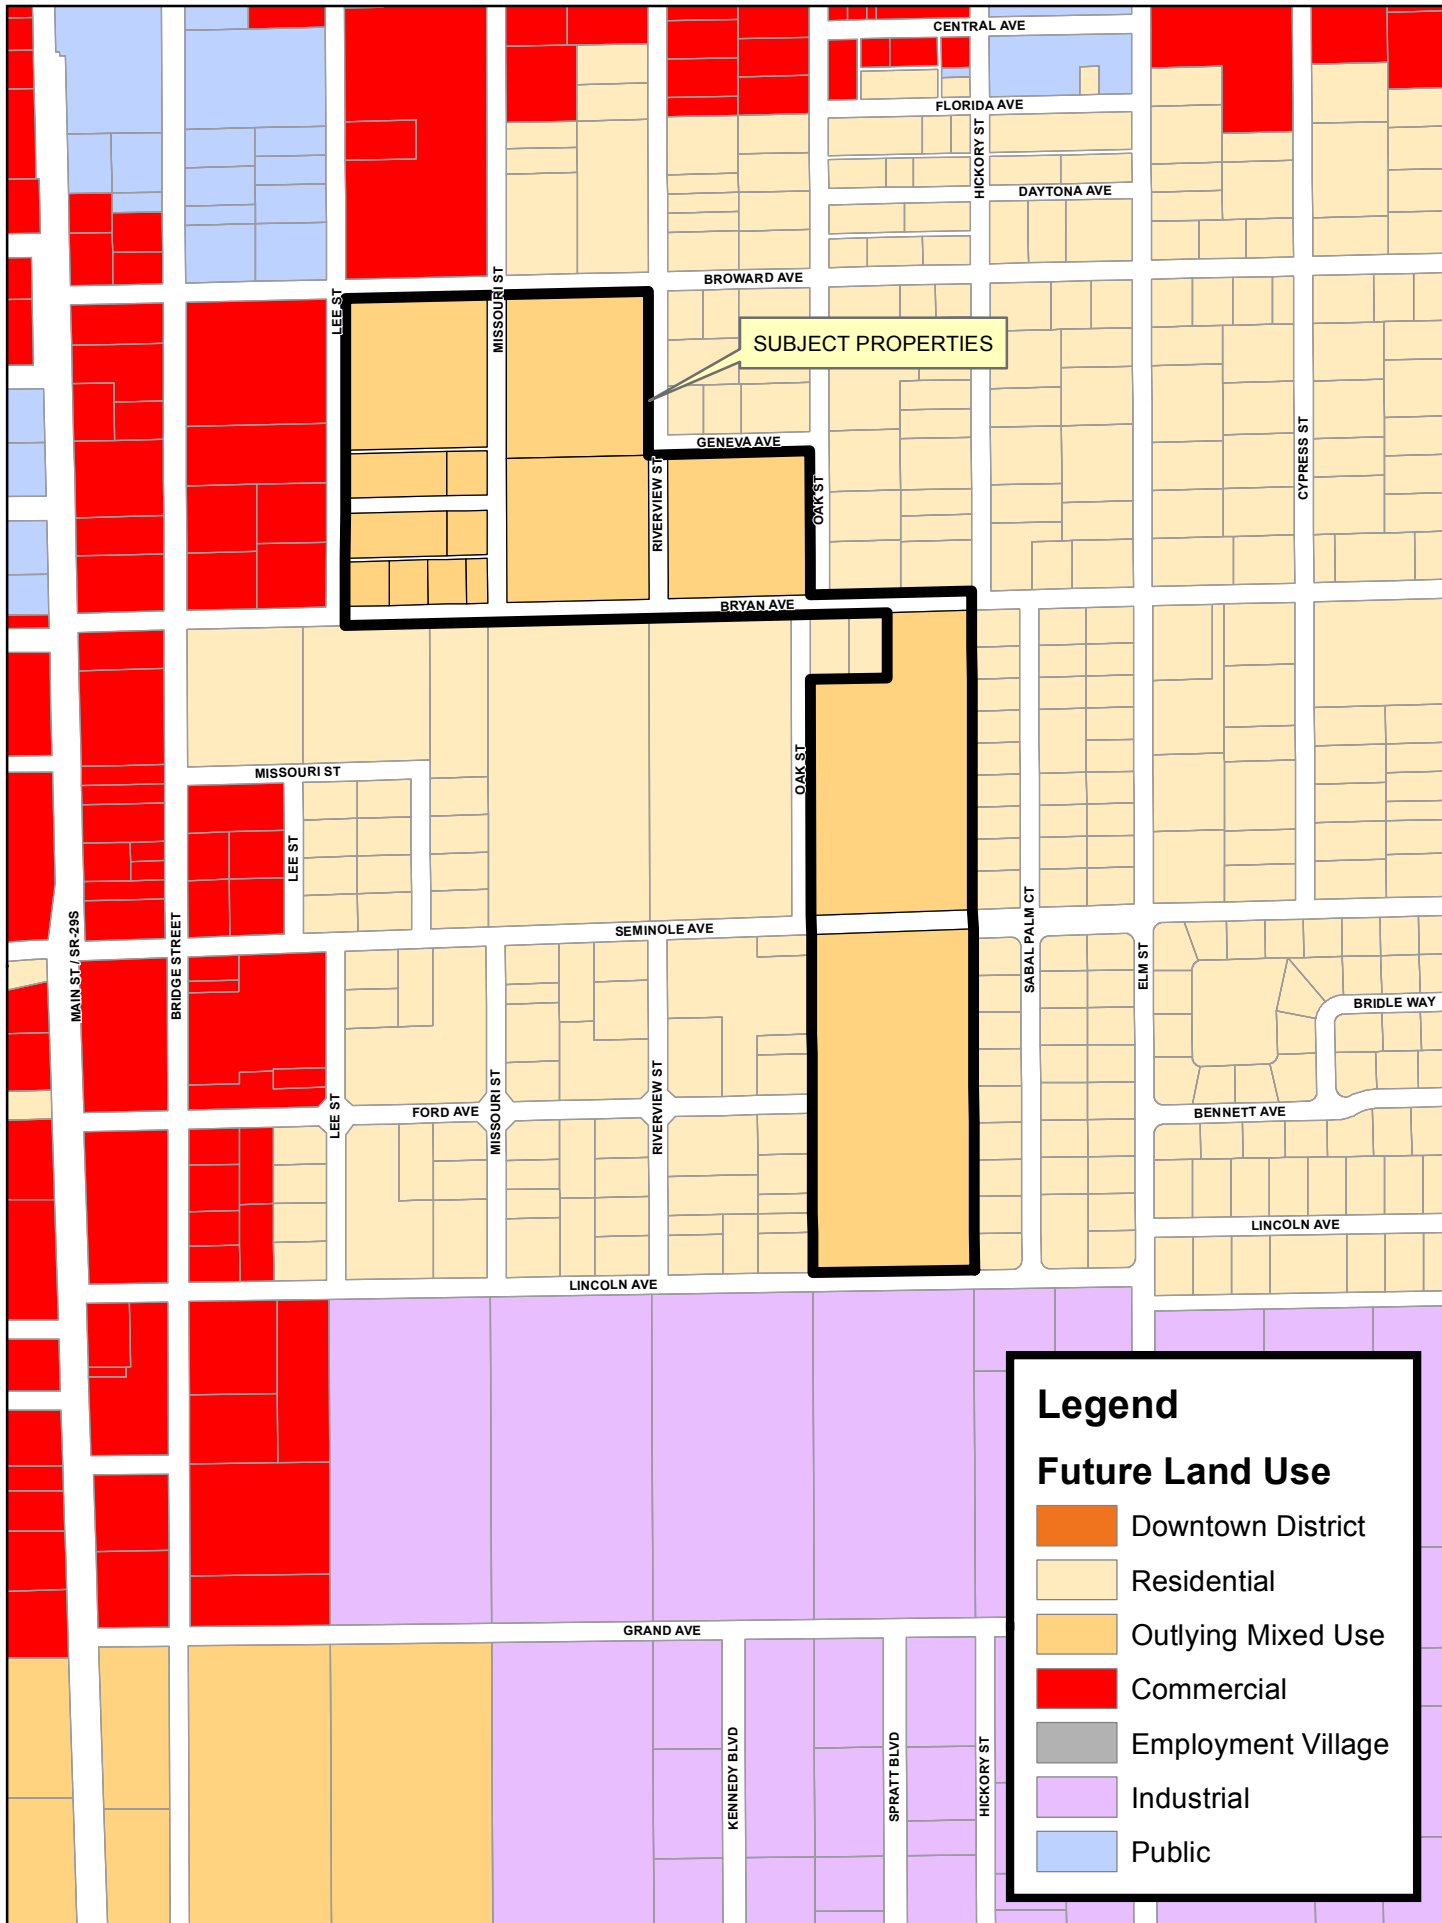 CENTRAL AVE
FLORIDA AVE
HICKORY ST
DAYTONA AVE
BROWARD AVE
LEE ST
MISSOURI ST
SUBJECT PROPERTIES
GENEVA AVE
CYPRESS ST
RIVERVIEW ST
OAK ST
BRYAN AVE
MISSOURI ST
OAK ST
LEE ST
SEMINOLE AVE
MAIN ST / SR-29S
BRIDGE STREET
SABAL PALM CT
ELM ST
BRIDLE WAY
LEE ST
FORD AVE
MISSOURI ST
RIVERVIEW ST
BENNETT AVE
LINCOLN AVE
LINCOLN AVE
GRAND AVE
KENNEDY BLVD
SPRATT BLVD
HICKORY ST
Legend
Future Land Use
Downtown District
Residential
Outlying Mixed Use
Commercial
Employment Village
Industrial
Public